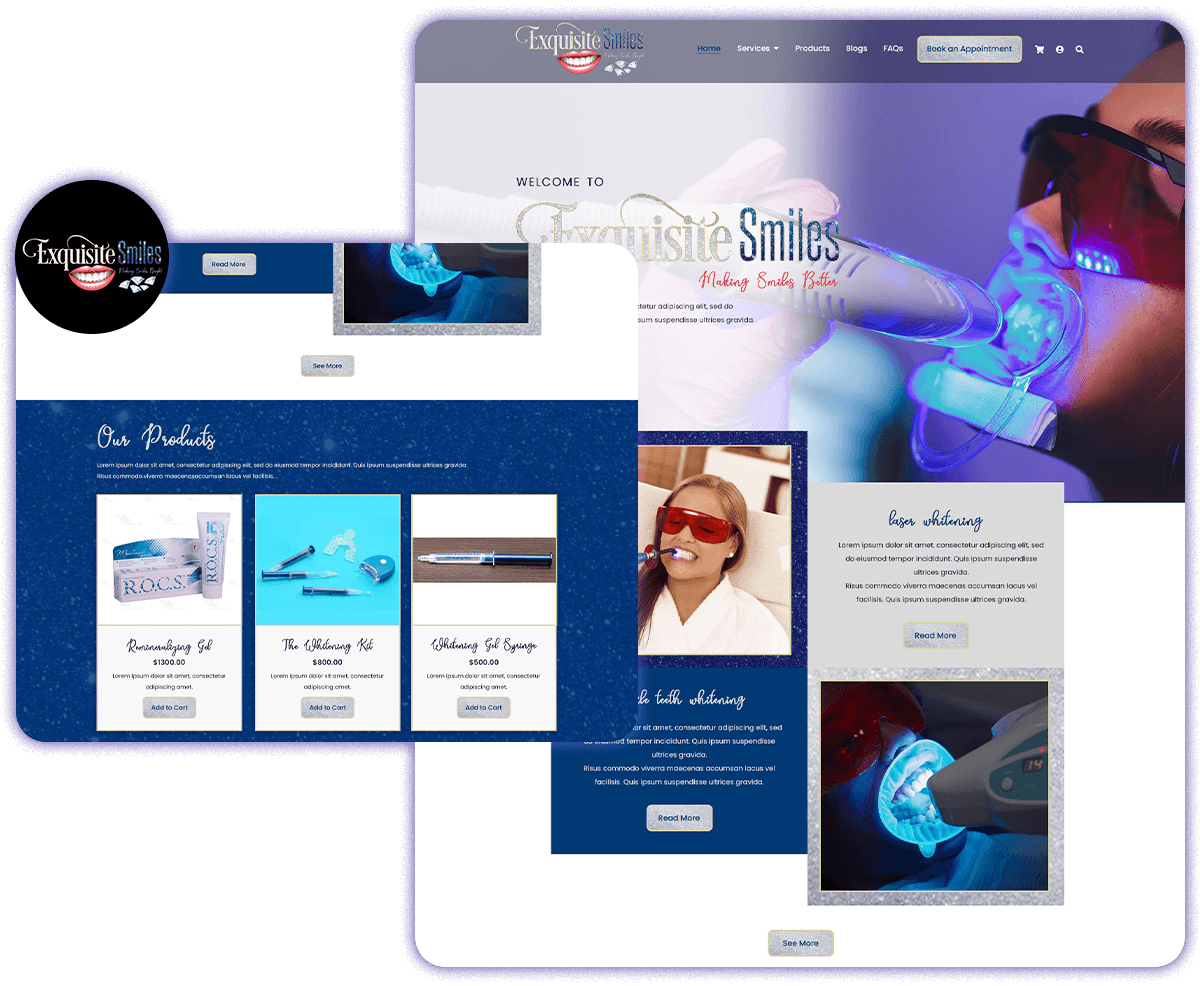 Exquisite Smiles
Making Smiles Bright!
Home
Services
Products
Blogs
FAQs
Book an Appointment
WELCOME TO
Exquisite Smiles
Making Smiles Better
ctetur adipiscing elit, sed do
sum suspendisse ultrices gravida.
Exquisite Smiles
Making Smiles Bright!
Read More
See More
Our Products
Lorem ipsum dolor sit amet, consectetur adipiscing elit, sed do eiusmod tempor incididunt. Quis ipsum suspendisse ultrices gravida.
Risus commodo viverra maecenasaccumsan lacus vel facilisis. .
R.O.C.S.
R.O.C.S.
Remineralizing Gel
$1300.00
Lorem ipsum dolor sit amet, consectetur
adipiscing amet.
Add to Cart
The Whitening Kit
$800.00
Lorem ipsum dolor sit amet, consectetur
adipiscing amet.
Add to Cart
Whitening Gel Syringe
$500.00
Lorem ipsum dolor sit amet, consectetur
adipiscing amet.
Add to Cart
laser whitening
Lorem ipsum dolor sit amet, consectetur adipiscing elit, sed
do eiusmod tempor incididunt. Quis ipsum suspendisse ultrices
gravida.
Risus commodo viverra maecenas accumsan lacus vel
facilisis. Quis ipsum suspendisse ultrices gravida.
Read More
teeth whitening
lor sit amet, consectetur adipiscing elit, sed
eiusmod tempor incididunt. Quis ipsum suspendisse
ultrices gravida.
Risus commodo viverra maecenas accumsan lacus vel
facilisis. Quis ipsum suspendisse ultrices gravida.
Read More
14
See More